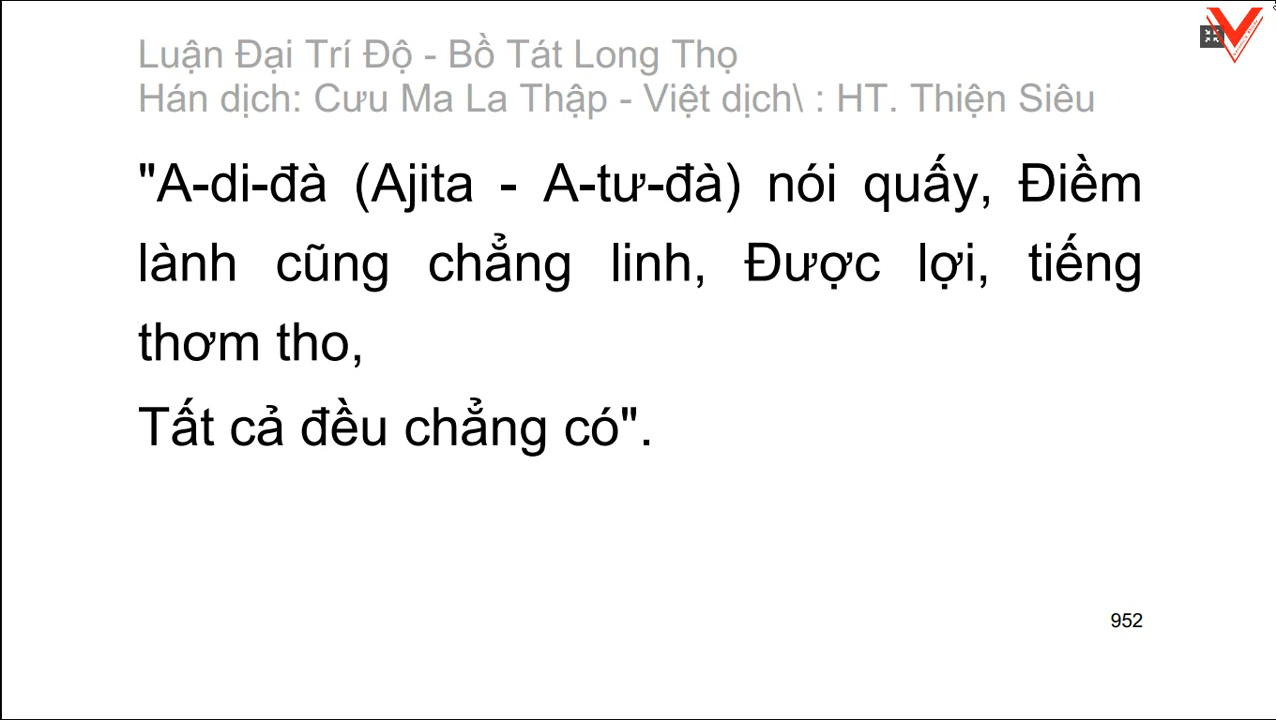 Luận Đại Trí Độ - Bồ Tát Long Thọ
Hán dịch: Cưu Ma La Thập - Việt dịch\ : HT. Thiện Siêu
"A-di-đà (Ajita - A-tư-đà) nói quấy, Điềm
lành cũng chẳng linh, Được lợi, tiếng
thơm tho,
Tất cả đều chẳng có".
952